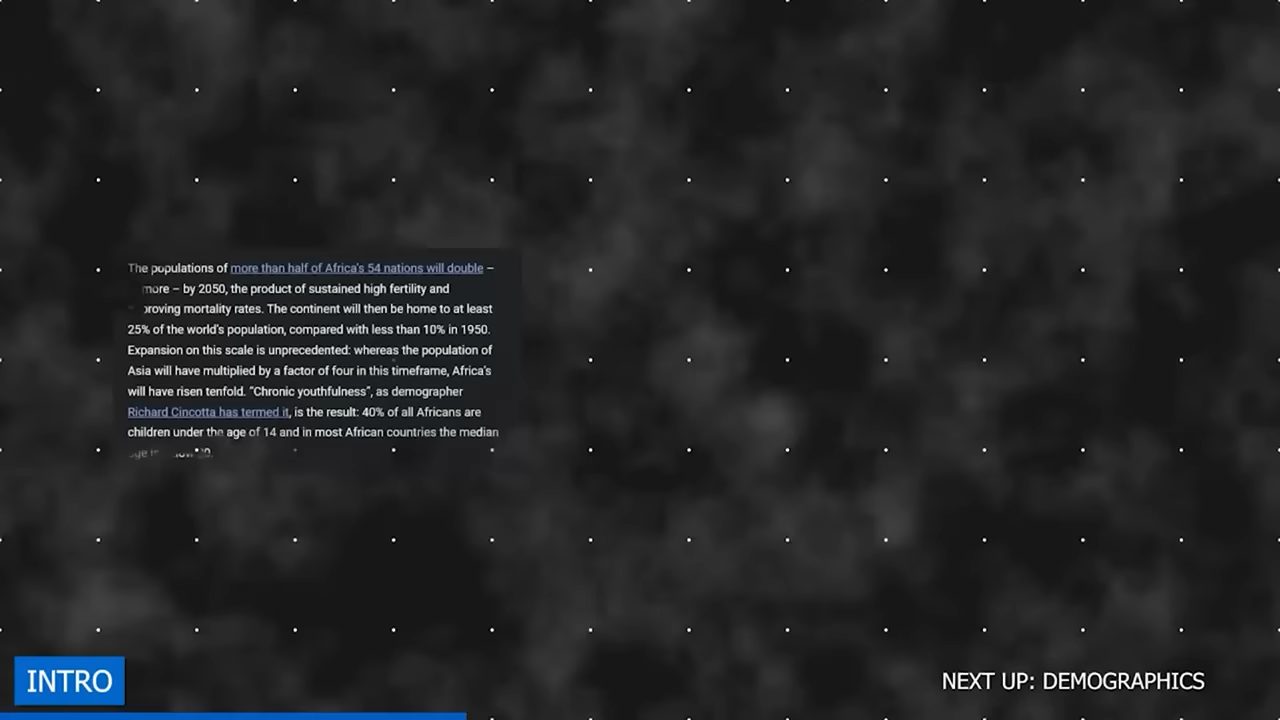 The populations of more than half of Africa's 54 nations will double –
more – by 2050, the product of sustained high fertility and
proving mortality rates. The continent will then be home to at least
25% of the world's population, compared with less than 10% in 1950.
Expansion on this scale is unprecedented: whereas the population of
Asia will have multiplied by a factor of four in this timeframe, Africa's
will have risen tenfold. "Chronic youthfulness", as demographer
Richard Cincotta has termed it, is the result: 40% of all Africans are
children under the age of 14 and in most African countries the median
INTRO
NEXT UP: DEMOGRAPHICS